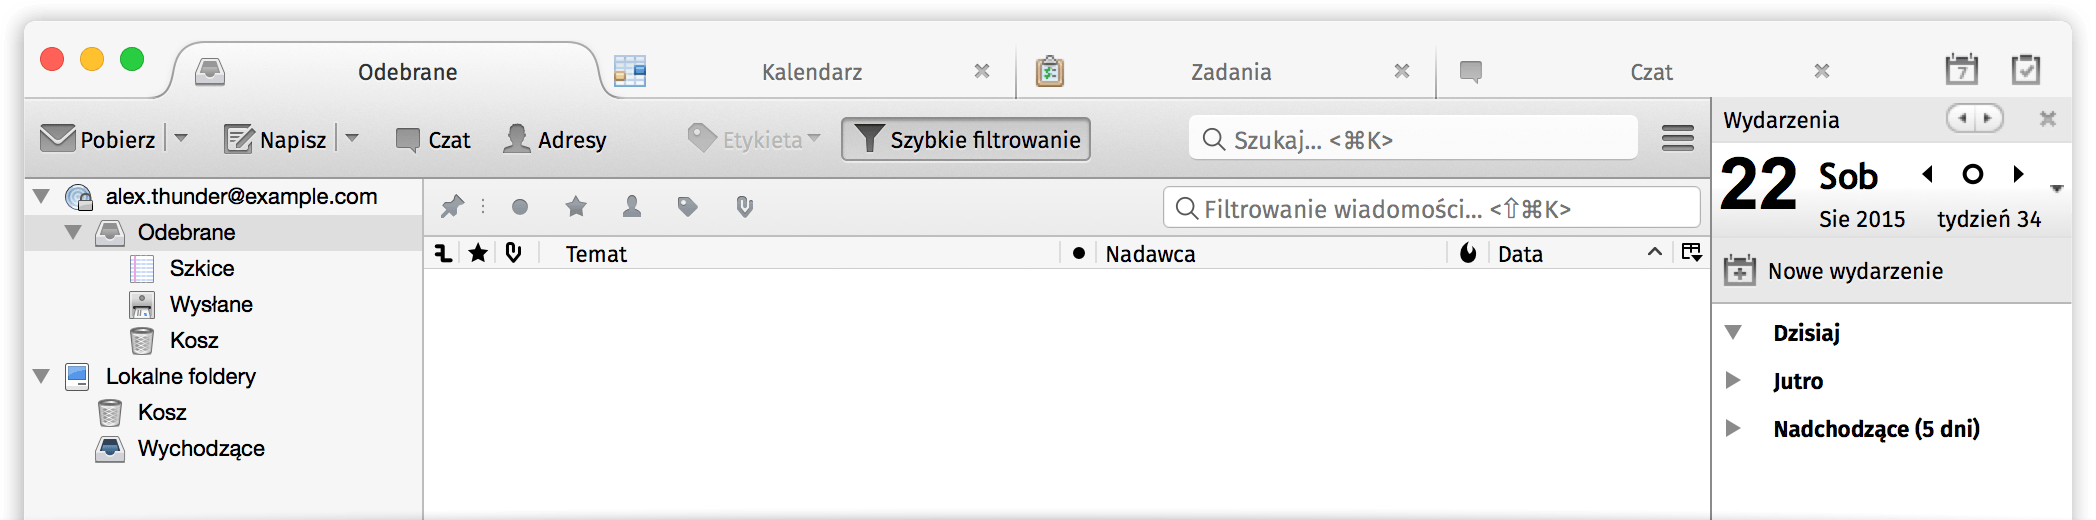 Odebrane
Kalendarz
Zadania
Czat
7
Pobierz
Napisz
Czat
Adresy
Etykieta
Szybkie filtrowanie
Szukaj... <⌘K>
Wydarzenia
alex.thunder@example.com
Odebrane
Szkice
Wysłane
Kosz
Lokalne foldery
Kosz
Wychodzące
Filtrowanie wiadomości... <⇧⌘K>
Temat
Nadawca
Data
22
Sob
Sie 2015
tydzień 34
Nowe wydarzenie
Dzisiaj
Jutro
Nadchodzące (5 dni)